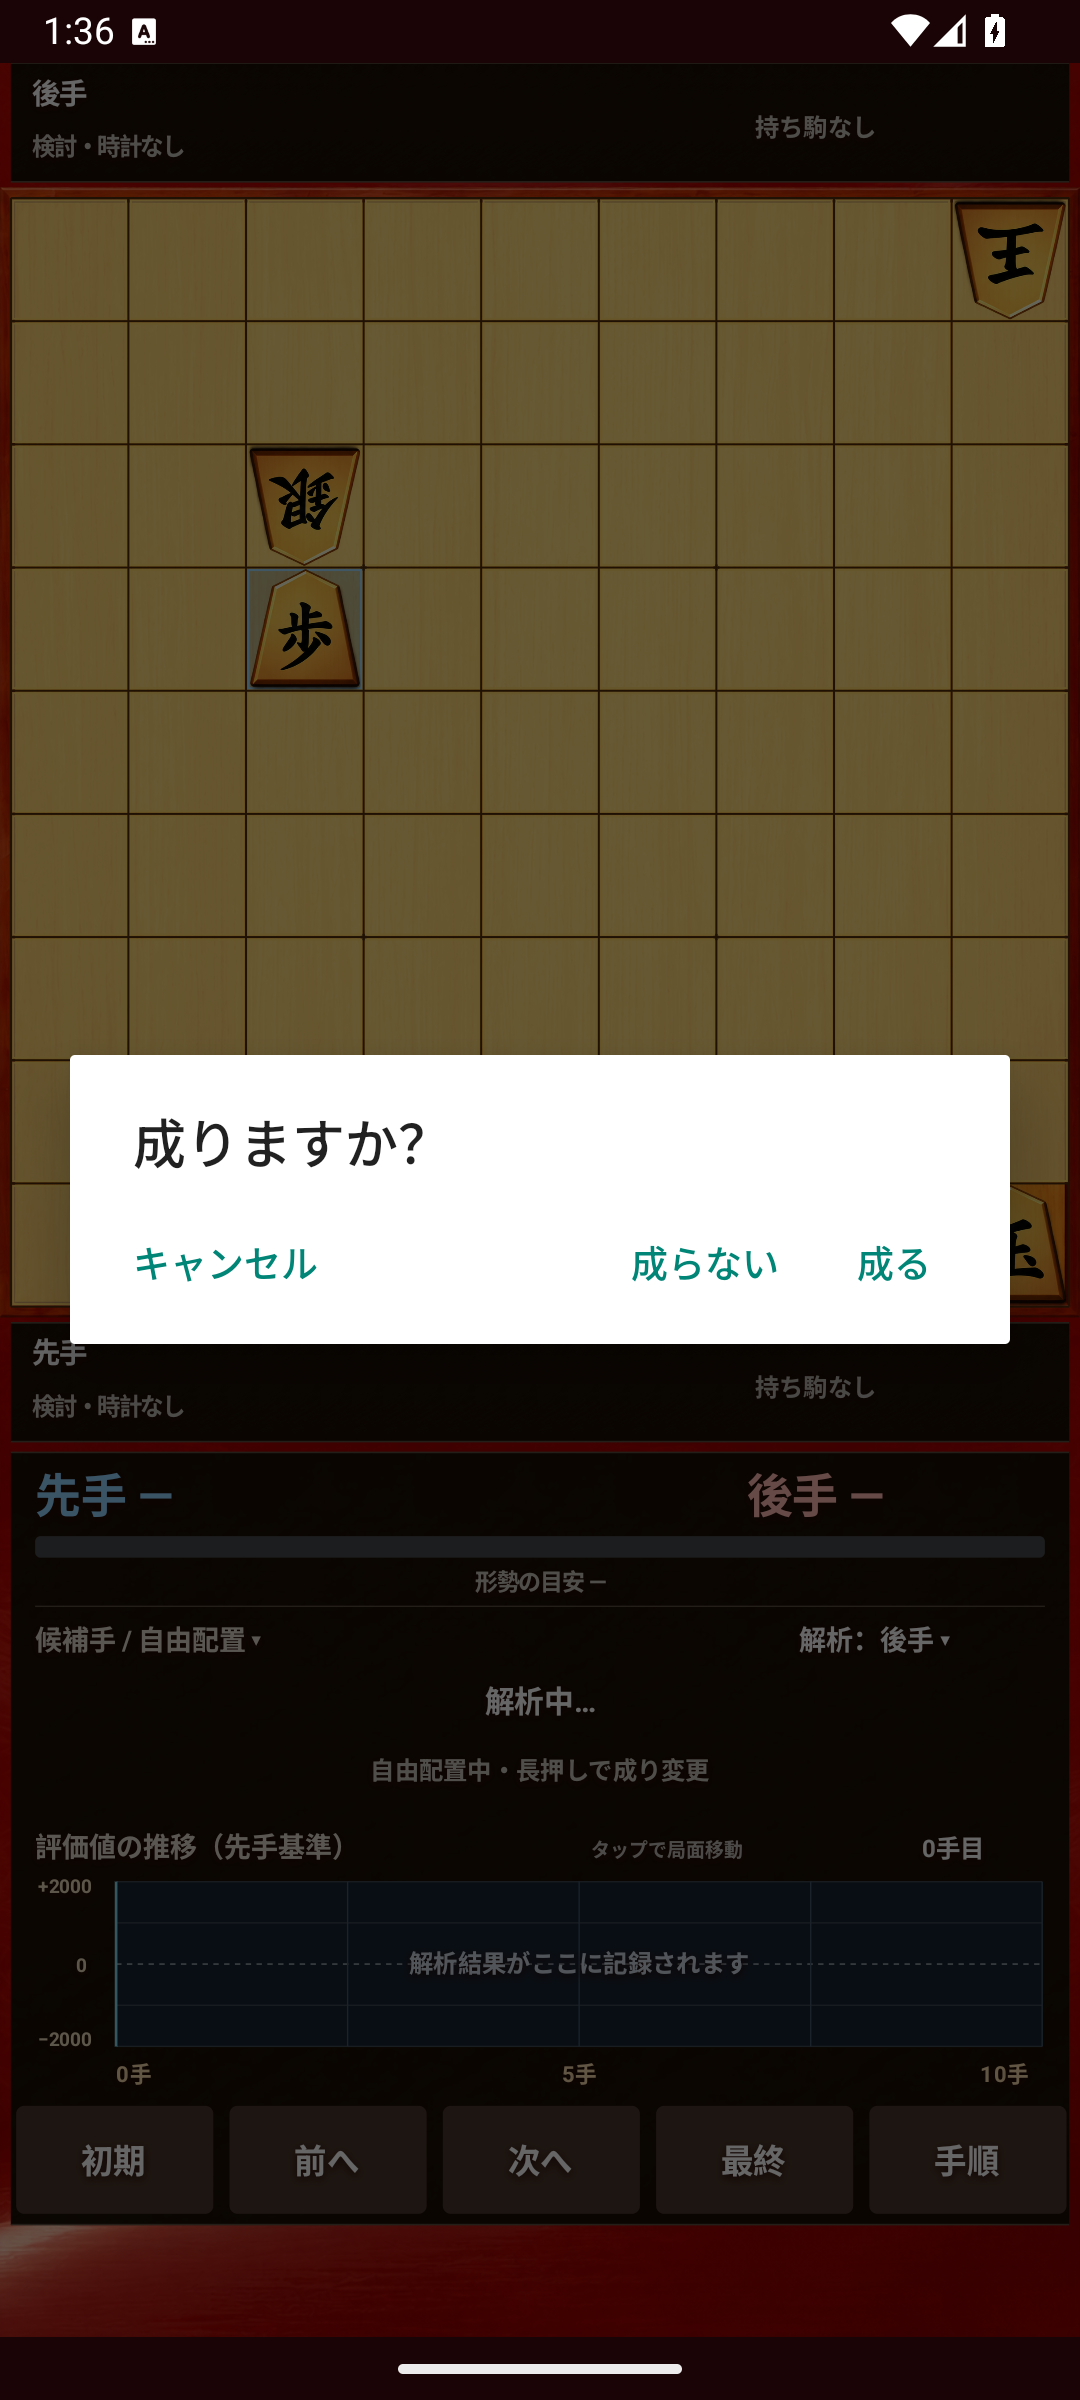 1:36
後手
検討・時計なし
持ち駒なし
王
銀
歩
成りますか?
キャンセル
成らない
成る
玉
先手
検討・時計なし
持ち駒なし
先手 –
後手 –
形勢の目安 –
候補手 / 自由配置 ▾
解析: 後手 ▾
解析中...
自由配置中・長押しで成り変更
評価値の推移（先手基準）
タップで局面移動
0手目
+2000
0
−2000
解析結果がここに記録されます
0手
5手
10手
初期
前へ
次へ
最終
手順